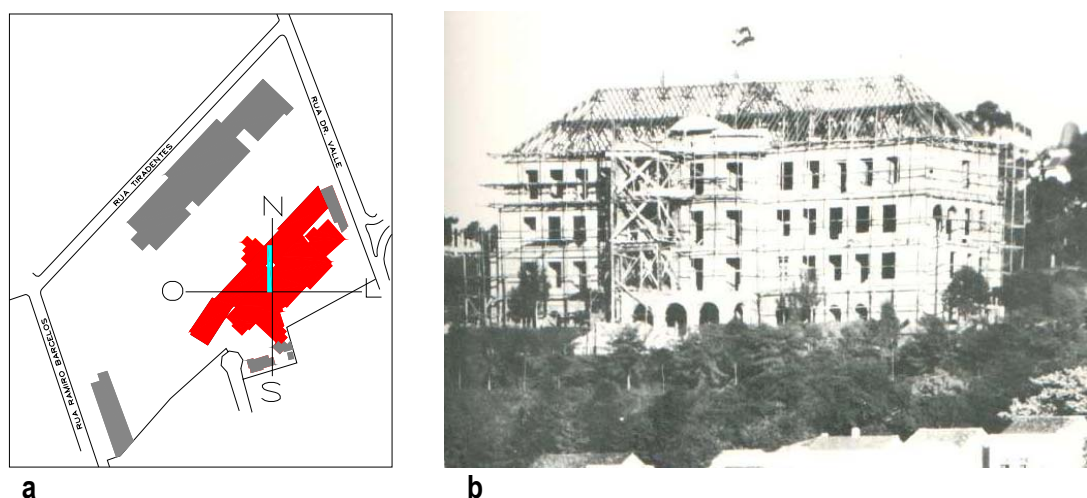 RUA TIRADENTES
RUA DR. VALLE
N
O
L
S
RUA RAMIRO BARCELOS
a
b